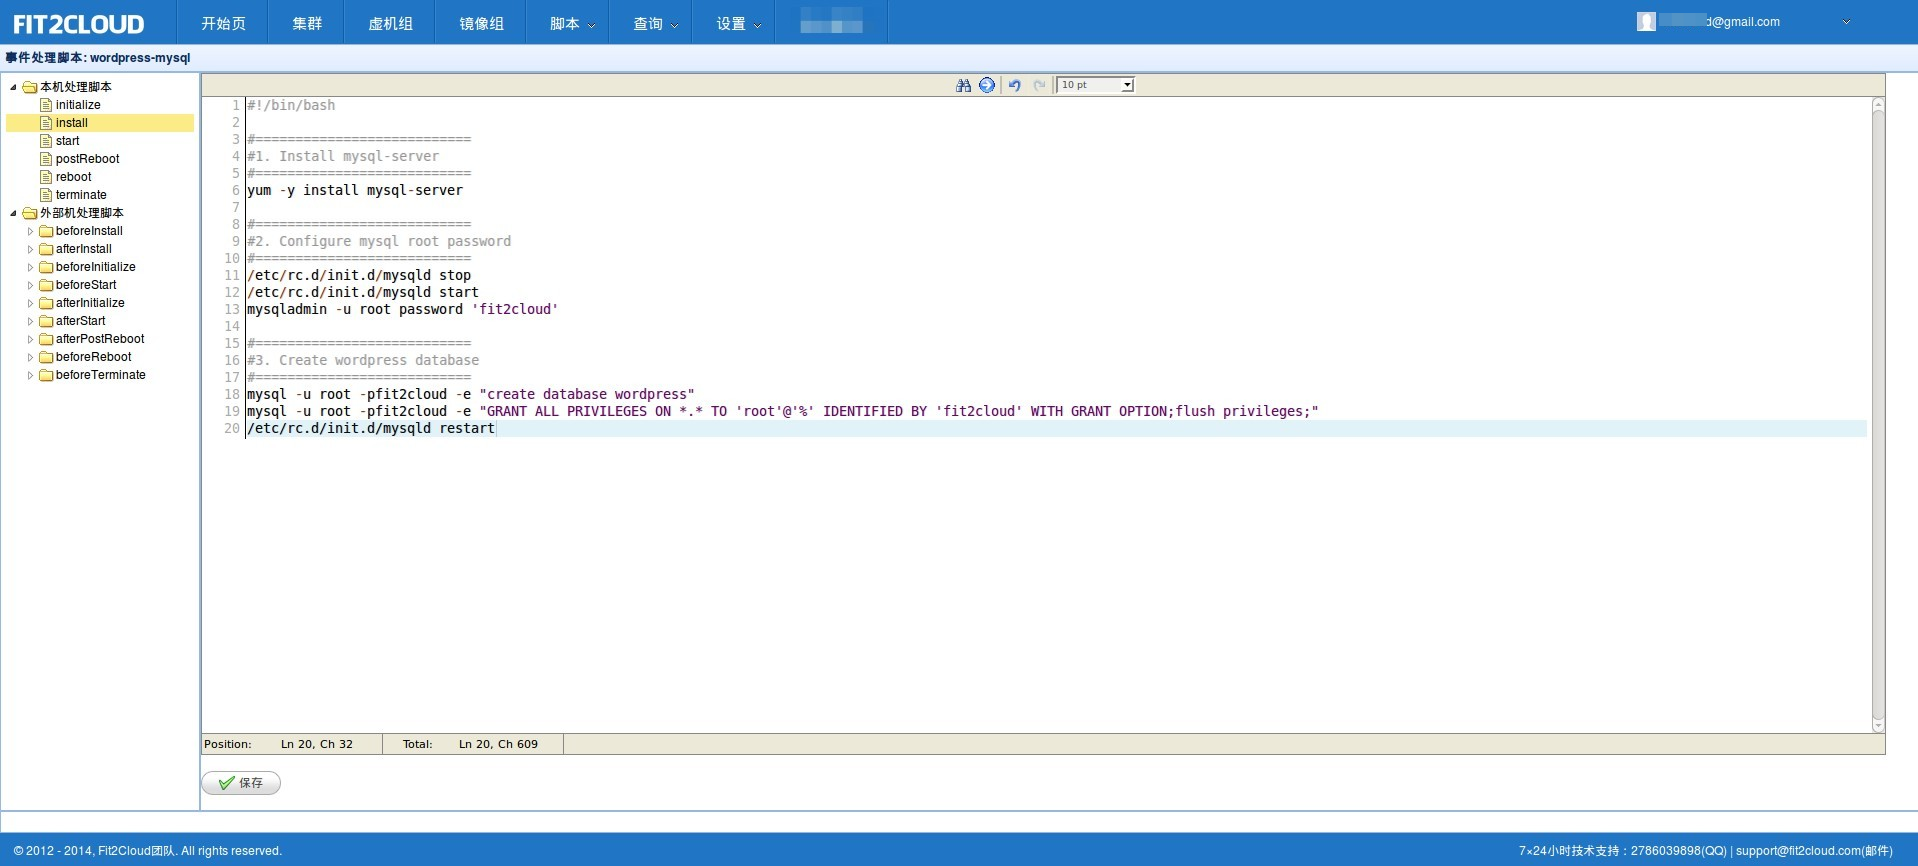 FIT2CLOUD 开始页 集群 虚机组 镜像组 脚本 查询 设置 d@gmail.com
事件处理脚本: wordpress-mysql
本机处理脚本
initialize
install
start
postReboot
reboot
terminate
外部机处理脚本
beforeInstall
afterInstall
beforeInitialize
beforeStart
afterInitialize
afterStart
afterPostReboot
beforeReboot
beforeTerminate
10 pt
1 #!/bin/bash
2
3 #===========================
4 #1. Install mysql-server
5 #===========================
6 yum -y install mysql-server
7
8 #===========================
9 #2. Configure mysql root password
10 #===========================
11 /etc/rc.d/init.d/mysqld stop
12 /etc/rc.d/init.d/mysqld start
13 mysqladmin -u root password 'fit2cloud'
14
15 #===========================
16 #3. Create wordpress database
17 #===========================
18 mysql -u root -pfit2cloud -e "create database wordpress"
19 mysql -u root -pfit2cloud -e "GRANT ALL PRIVILEGES ON *.* TO 'root'@'%' IDENTIFIED BY 'fit2cloud' WITH GRANT OPTION;flush privileges;"
20 /etc/rc.d/init.d/mysqld restart
Position: Ln 20, Ch 32 Total: Ln 20, Ch 609
保存
© 2012 - 2014, Fit2Cloud团队. All rights reserved. 7×24小时技术支持：2786039898(QQ) | support@fit2cloud.com(邮件)